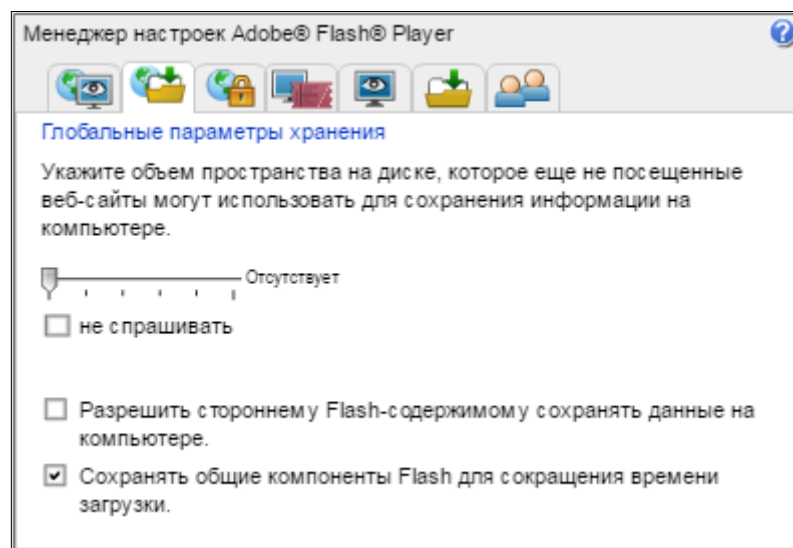 Менеджер настроек Adobe® Flash® Player
?
Глобальные параметры хранения
Укажите объем пространства на диске, которое еще не посещенные
веб-сайты могут использовать для сохранения информации на
компьютере.
Отсутствует
не спрашивать
Разрешить стороннему Flash-содержимому сохранять данные на
компьютере.
Сохранять общие компоненты Flash для сокращения времени
загрузки.